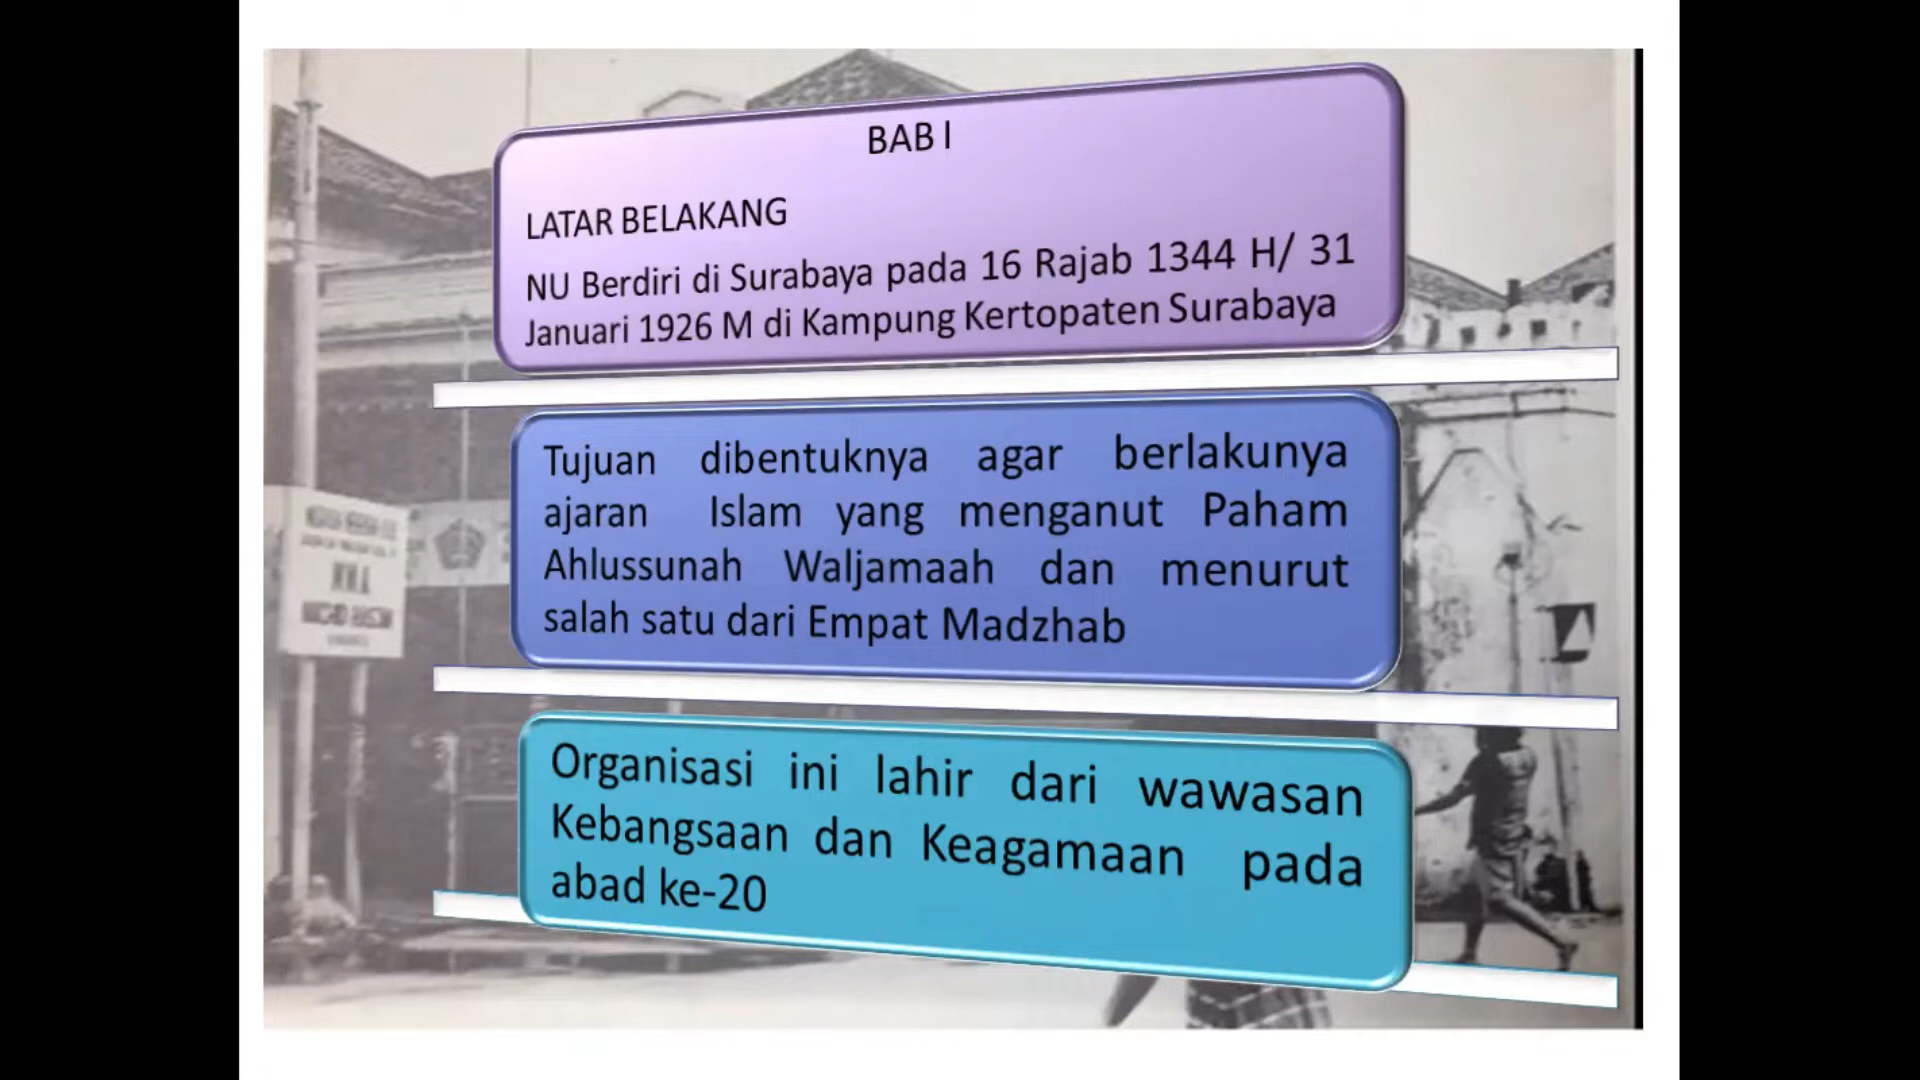 BAB I
LATAR BELAKANG
NU Berdiri di Surabaya pada 16 Rajab 1344 H/ 31
Januari 1926 M di Kampung Kertopaten Surabaya
Tujuan dibentuknya agar berlakunya
ajaran Islam yang menganut Paham
Ahlussunah Waljamaah dan menurut
salah satu dari Empat Madzhab
Organisasi ini lahir dari wawasan
Kebangsaan dan Keagamaan pada
abad ke-20